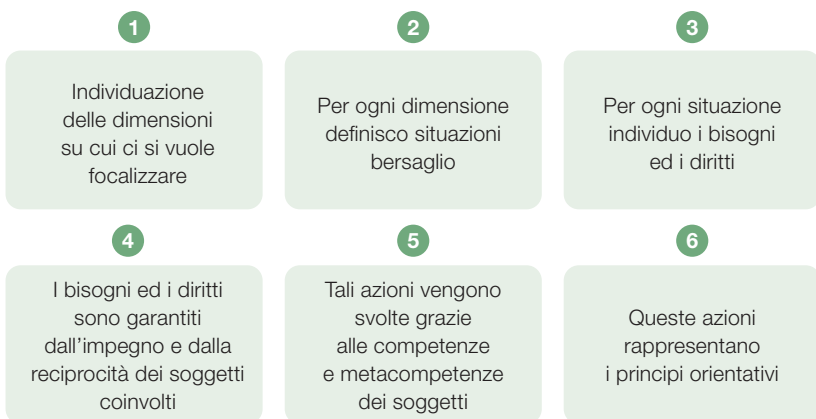 1
Individuazione
delle dimensioni
su cui ci si vuole
focalizzare
2
Per ogni dimensione
definisco situazioni
bersaglio
3
Per ogni situazione
individuo i bisogni
ed i diritti
4
I bisogni ed i diritti
sono garantiti
dall'impegno e dalla
reciprocità dei soggetti
coinvolti
5
Tali azioni vengono
svolte grazie
alle competenze
e metacompetenze
dei soggetti
6
Queste azioni
rappresentano
i principi orientativi